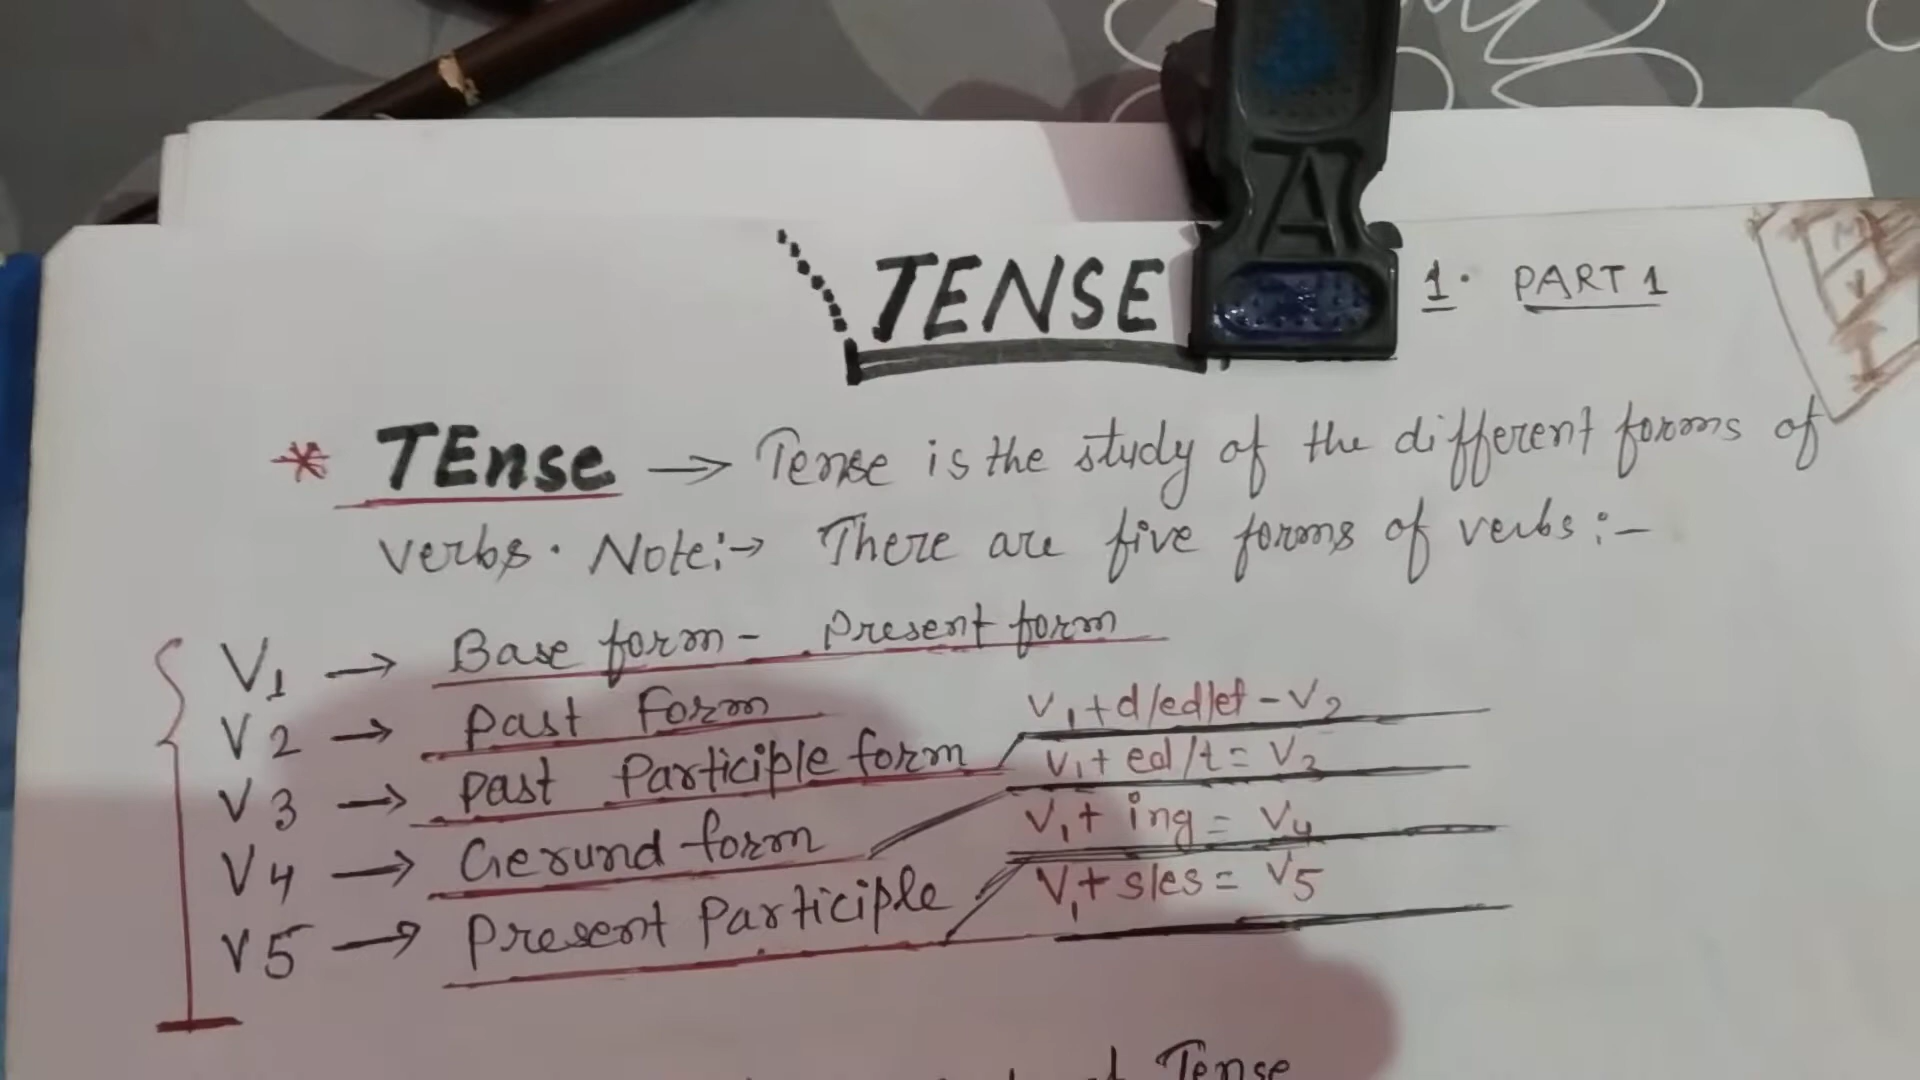 TENSE 1. PART 1
* TEnse → Tense is the study of the different forms of
verbs. Note:→ There are five forms of verbs:-
V1 → Base form - Present form
V2 → Past Form
V1+d/ed/et - V2
V3 → Past Participle form
V1+ ed/t = V3
V4 → Gerund form
V1+ ing = V4
V5 → Present Participle
V1+ s/es = V5
Tense
A